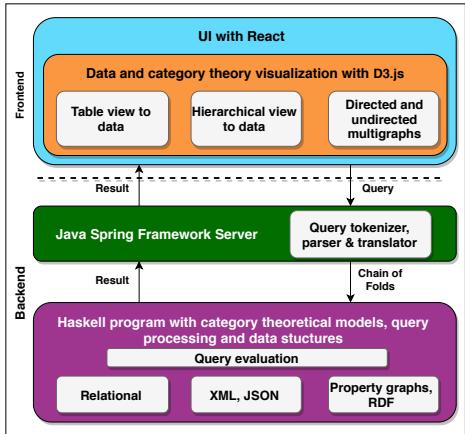 Frontend
UI with React
Data and category theory visualization with D3.js
Table view to
data
Hierarchical view
to data
Directed and
undirected
multigraphs
Result
Query
Backend
Java Spring Framework Server
Query tokenizer,
parser & translator
Result
Chain of
Folds
Haskell program with category theoretical models, query
processing and data stuctures
Query evaluation
Relational
XML, JSON
Property graphs,
RDF